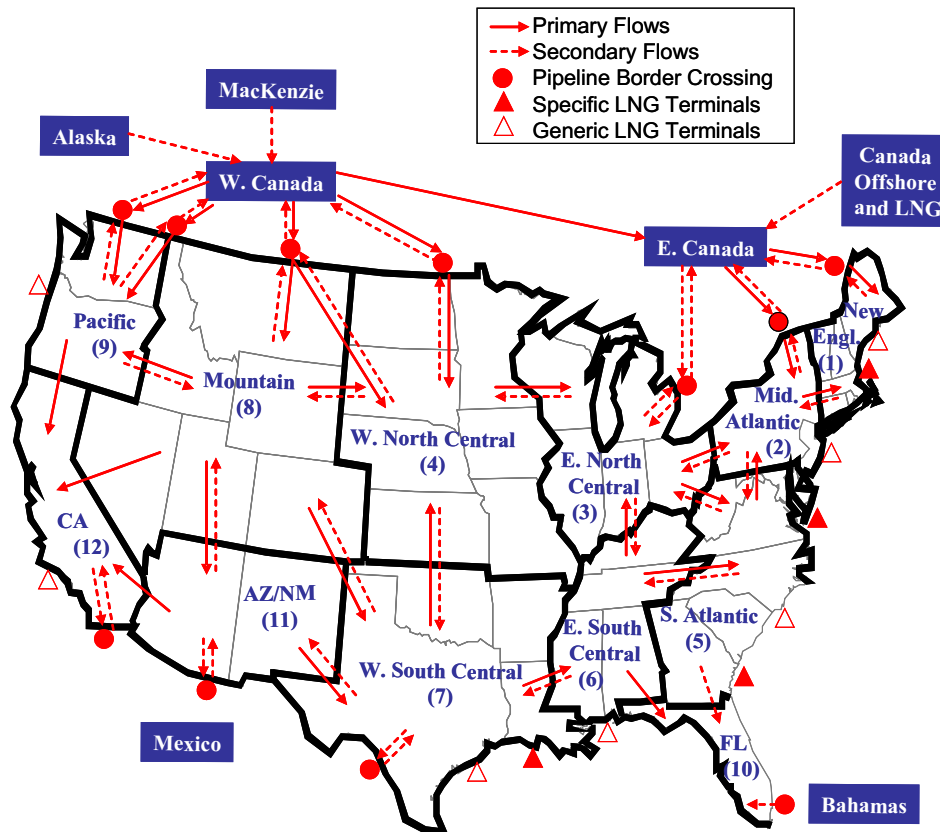 Primary Flows
Secondary Flows
Pipeline Border Crossing
Specific LNG Terminals
Generic LNG Terminals
MacKenzie
Alaska
W. Canada
Canada
Offshore
and LNG
E. Canada
New
Engl.
(1)
Pacific
(9)
Mountain
(8)
Mid.
Atlantic
(2)
W. North Central
(4)
E. North
Central
(3)
CA
(12)
AZ/NM
(11)
S. Atlantic
(5)
E. South
Central
(6)
W. South Central
(7)
Mexico
FL
(10)
Bahamas